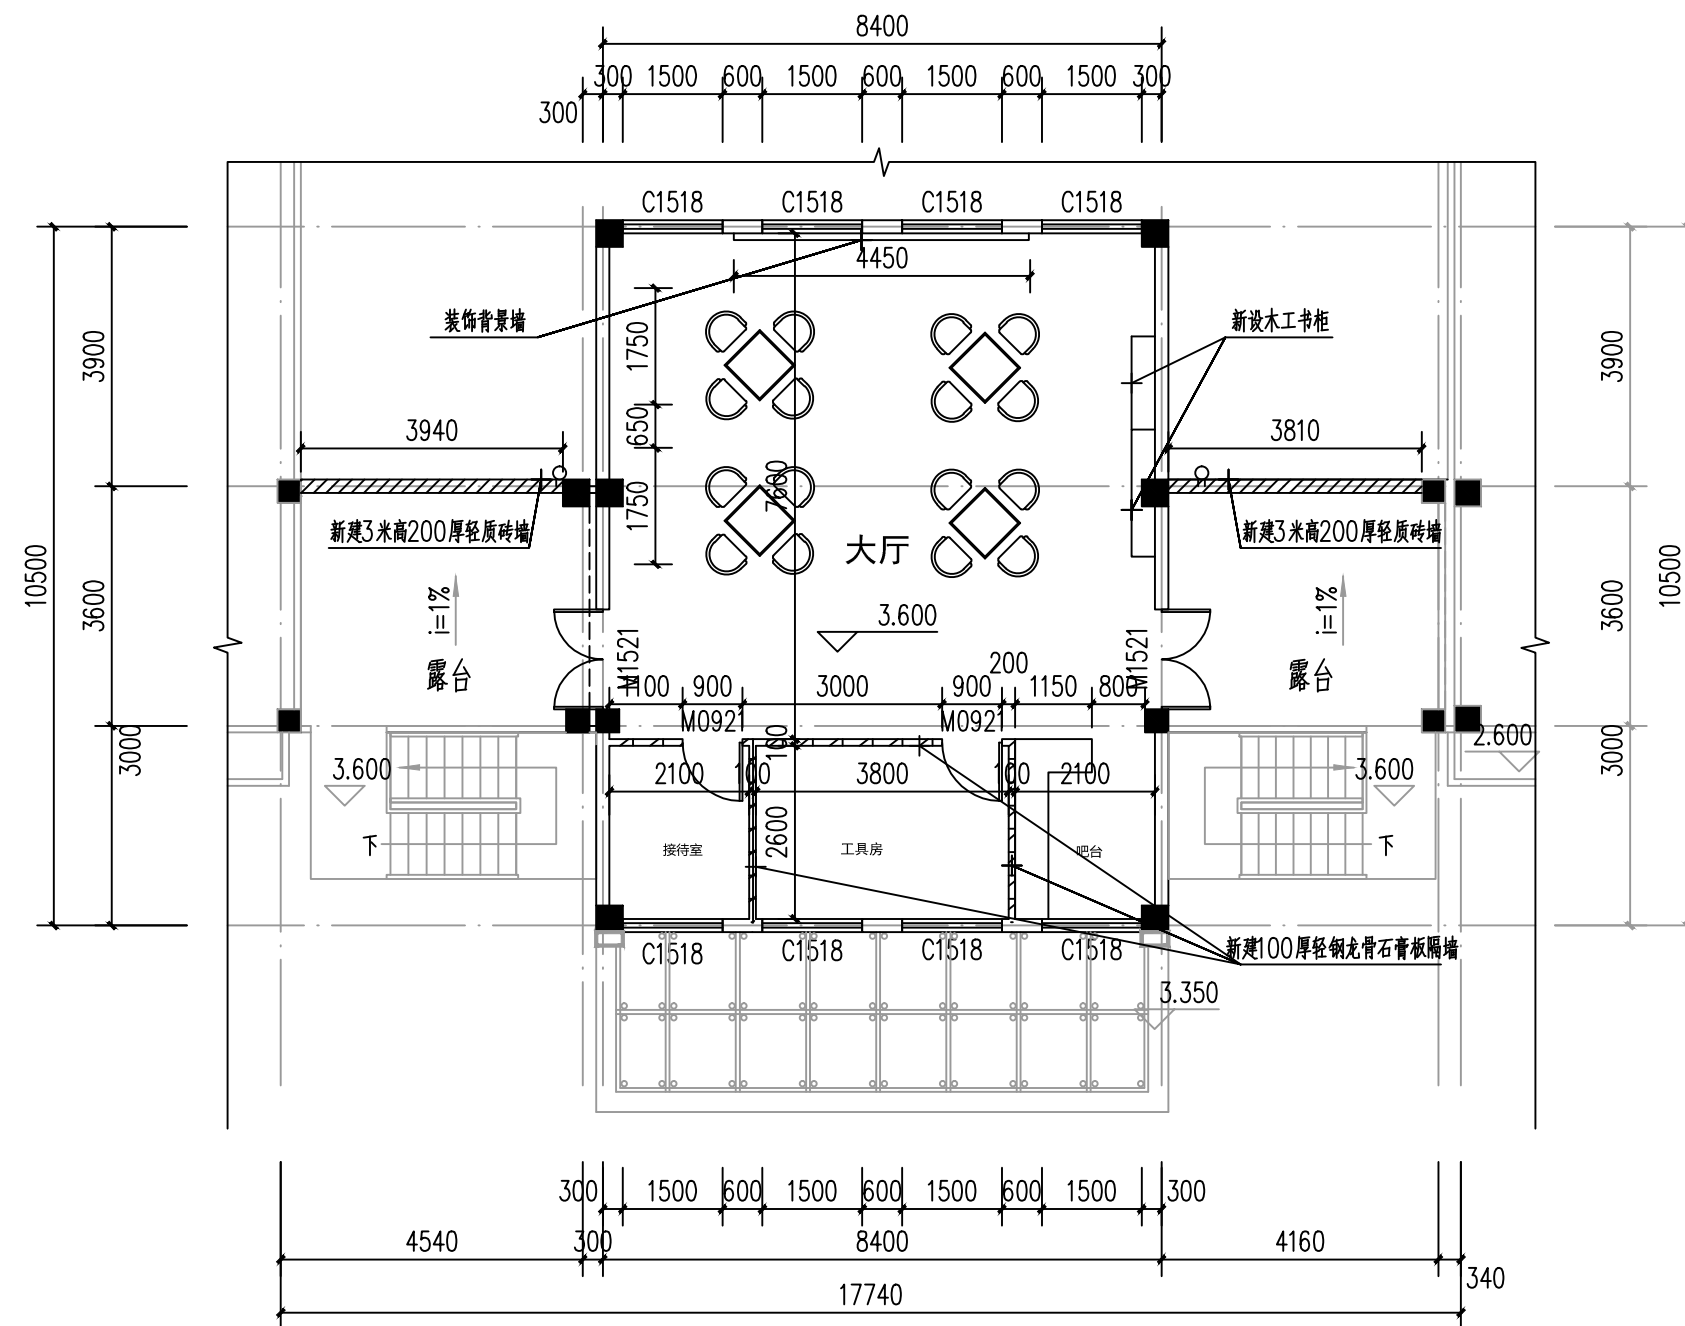 8400
300 1500 600 1500 600 1500 600 1500 300
300
C1518 C1518 C1518 C1518
4450
装饰背景墙
新设木工书柜
3900
1750
3900
650
3940
3810
7600
1750
新建3米高200厚轻质砖墙
新建3米高200厚轻质砖墙
大厅
10500
10500
3600
i=1%
3.600
i=1%
3600
M1521
M1521
露台
露台
200
1100 900 3000 900 1150 800
M0921 M0921
3000
100
2.600
3000
3.600
2100 100 3800 100 2100
3.600
下
2600
下
接待室 工具房 吧台
C1518 C1518 C1518 C1518
新建100厚轻钢龙骨石膏板隔墙
3.350
300 1500 600 1500 600 1500 600 1500 300
4540 300 8400 4160
340
17740